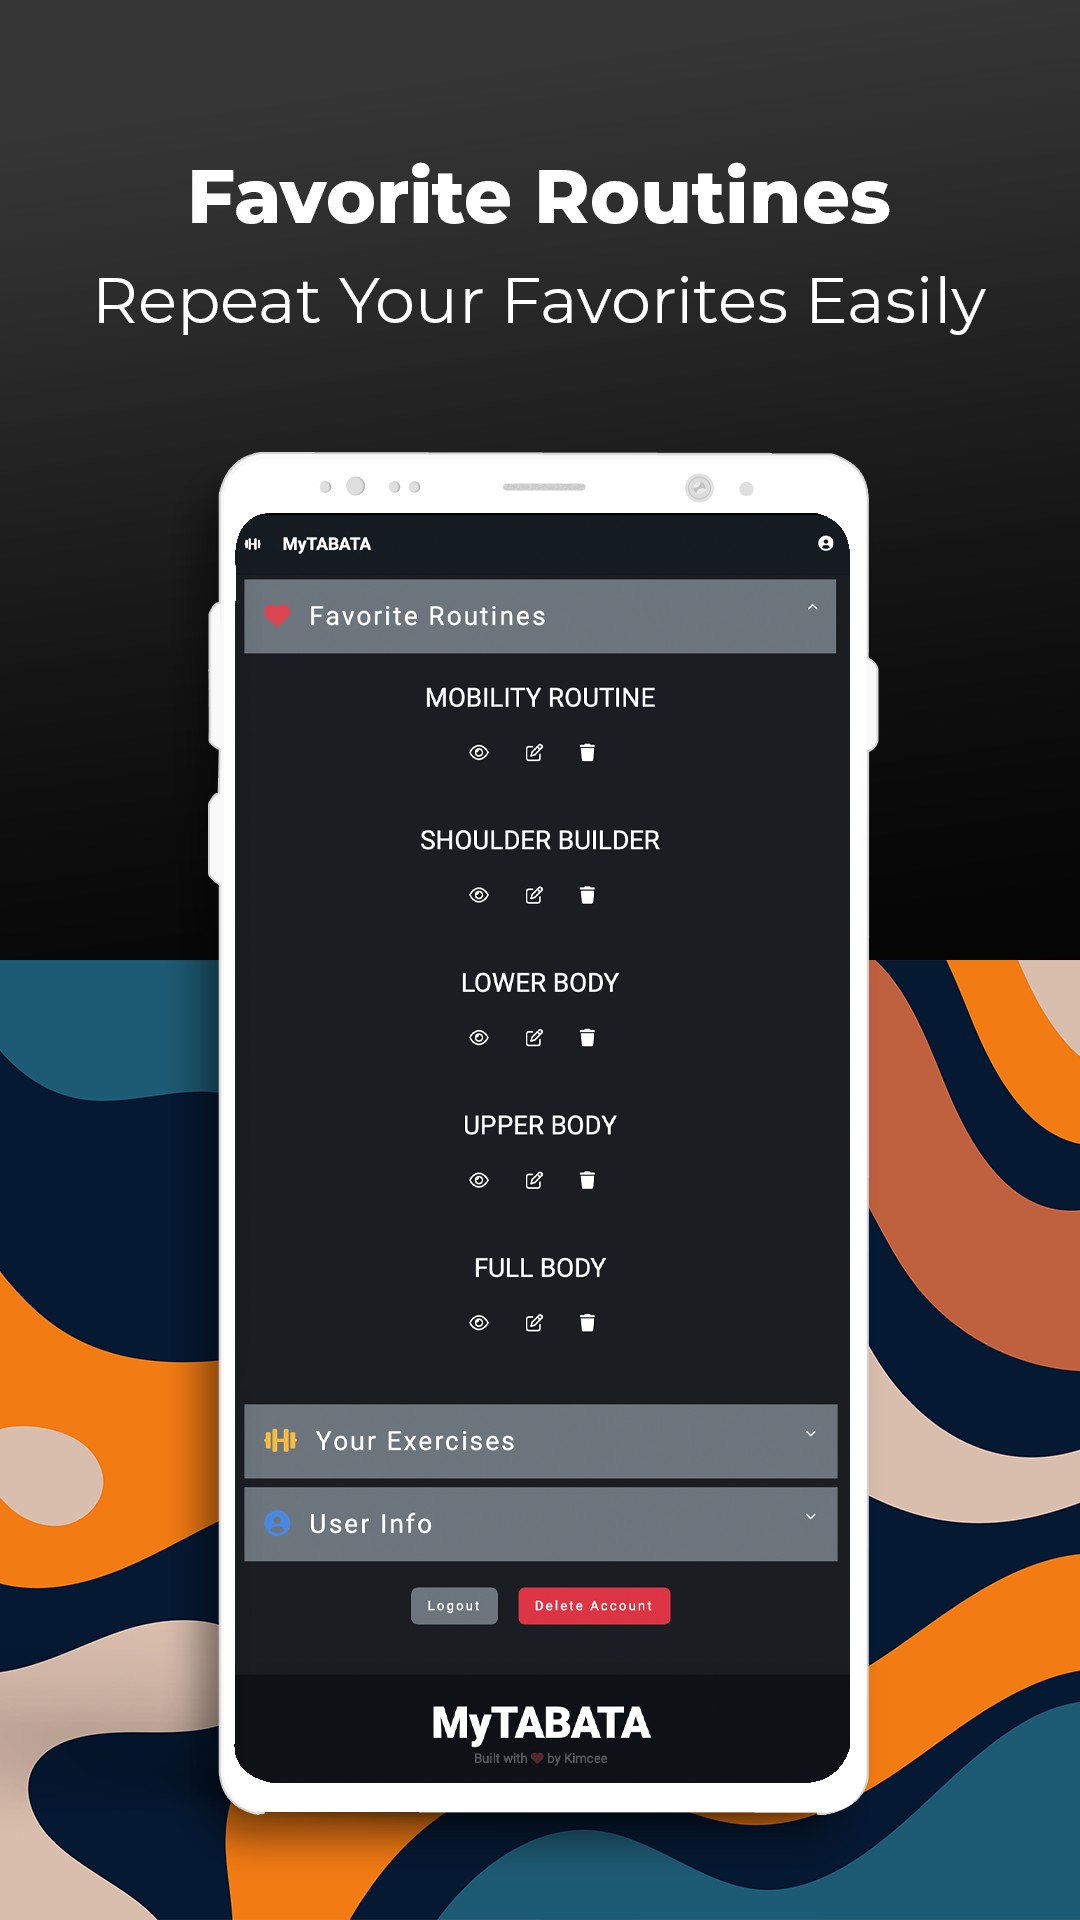 Favorite Routines
Repeat Your Favorites Easily
MyTABATA
Favorite Routines
MOBILITY ROUTINE
SHOULDER BUILDER
LOWER BODY
UPPER BODY
FULL BODY
Your Exercises
User Info
Logout Delete Account
MyTABATA
Built with ❤ by Kimcee